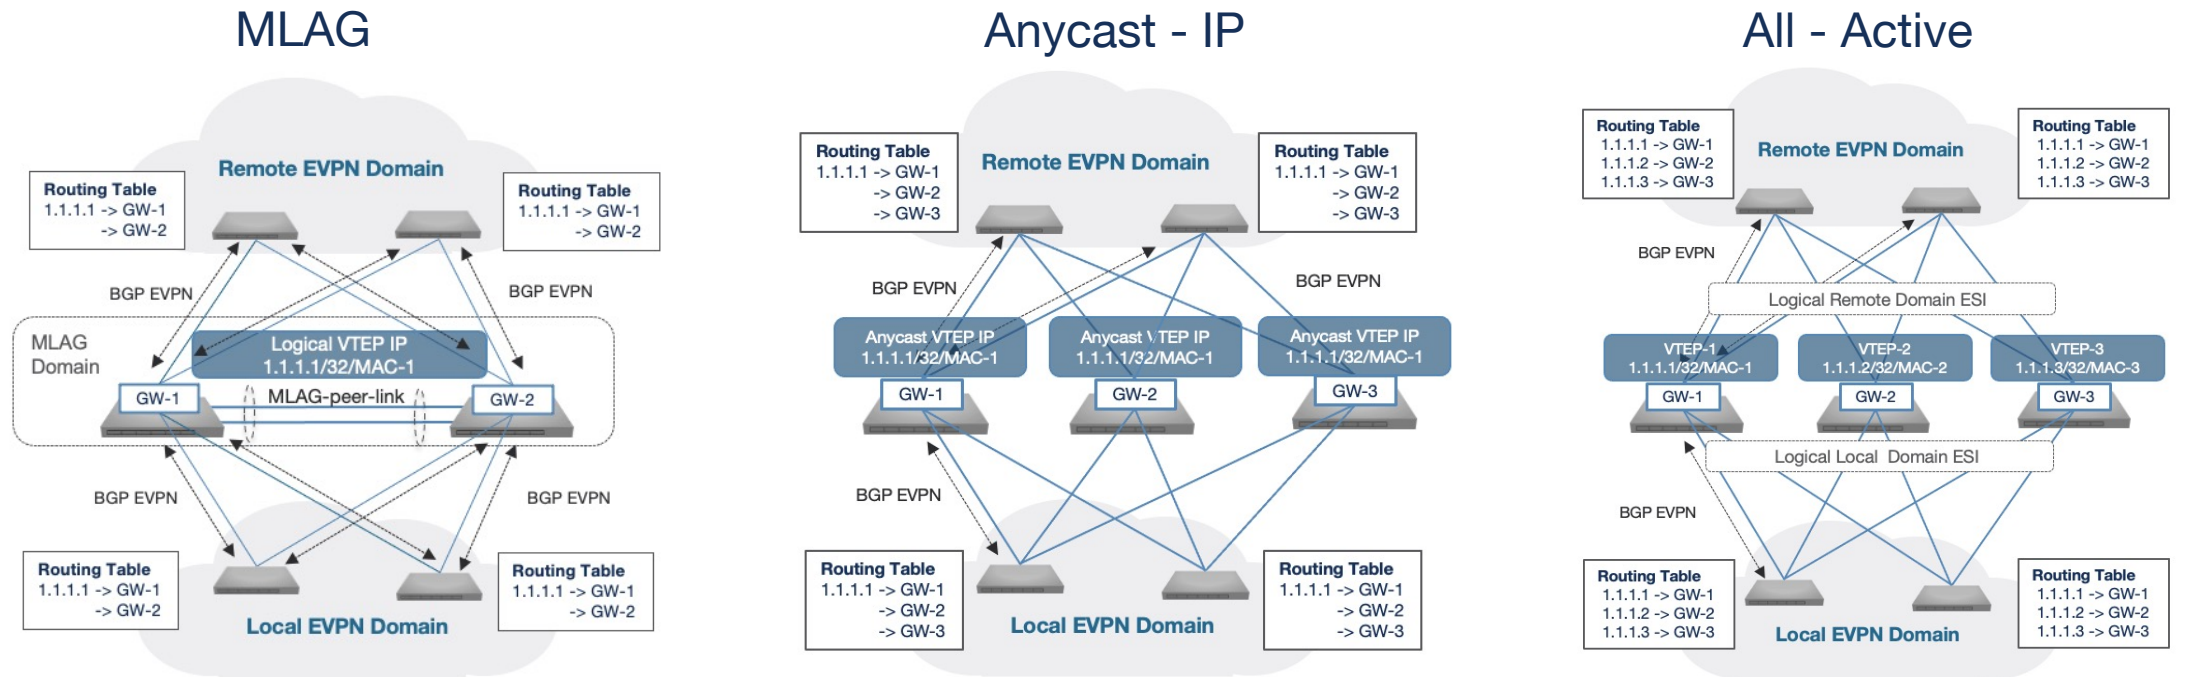 MLAG
Remote EVPN Domain
Routing Table
1.1.1.1 -> GW-1
-> GW-2
Routing Table
1.1.1.1 -> GW-1
-> GW-2
BGP EVPN
BGP EVPN
MLAG
Domain
Logical VTEP IP
1.1.1.1/32/MAC-1
GW-1
MLAG-peer-link
GW-2
BGP EVPN
BGP EVPN
Routing Table
1.1.1.1 -> GW-1
-> GW-2
Routing Table
1.1.1.1 -> GW-1
-> GW-2
Local EVPN Domain
Anycast - IP
Routing Table
1.1.1.1 -> GW-1
-> GW-2
-> GW-3
Remote EVPN Domain
Routing Table
1.1.1.1 -> GW-1
-> GW-2
-> GW-3
BGP EVPN
BGP EVPN
Anycast VTEP IP
1.1.1.1/32/MAC-1
Anycast VTEP IP
1.1.1.1/32/MAC-1
Anycast VTEP IP
1.1.1.1/32/MAC-1
GW-1
GW-2
GW-3
BGP EVPN
Routing Table
1.1.1.1 -> GW-1
-> GW-2
-> GW-3
Routing Table
1.1.1.1 -> GW-1
-> GW-2
-> GW-3
Local EVPN Domain
All - Active
Routing Table
1.1.1.1 -> GW-1
1.1.1.2 -> GW-2
1.1.1.3 -> GW-3
Remote EVPN Domain
Routing Table
1.1.1.1 -> GW-1
1.1.1.2 -> GW-2
1.1.1.3 -> GW-3
BGP EVPN
Logical Remote Domain ESI
VTEP-1
1.1.1.1/32/MAC-1
VTEP-2
1.1.1.2/32/MAC-2
VTEP-3
1.1.1.3/32/MAC-3
GW-1
GW-2
GW-3
Logical Local Domain ESI
BGP EVPN
Routing Table
1.1.1.1 -> GW-1
1.1.1.2 -> GW-2
1.1.1.3 -> GW-3
Routing Table
1.1.1.1 -> GW-1
1.1.1.2 -> GW-2
1.1.1.3 -> GW-3
Local EVPN Domain